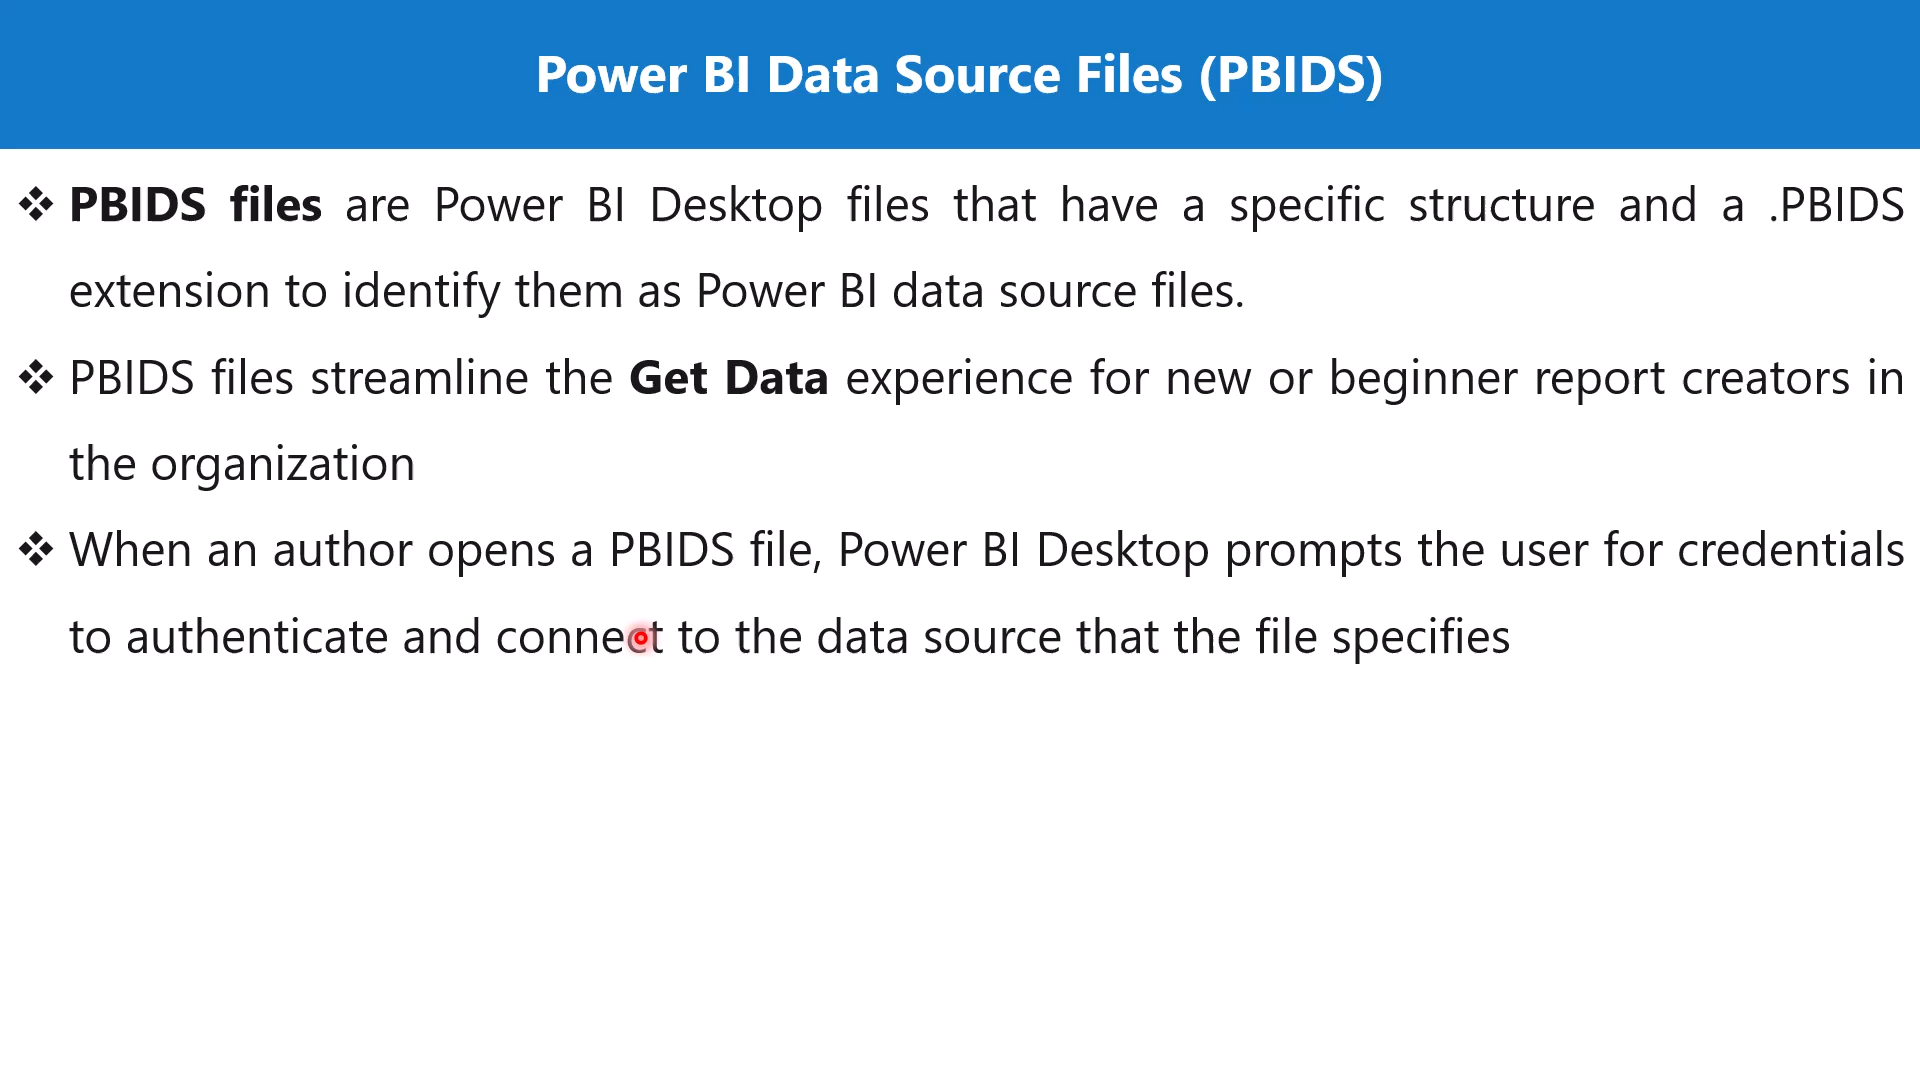 Power BI Data Source Files (PBIDS)
❖ PBIDS files are Power BI Desktop files that have a specific structure and a .PBIDS
extension to identify them as Power BI data source files.
❖ PBIDS files streamline the Get Data experience for new or beginner report creators in
the organization
❖ When an author opens a PBIDS file, Power BI Desktop prompts the user for credentials
to authenticate and connect to the data source that the file specifies